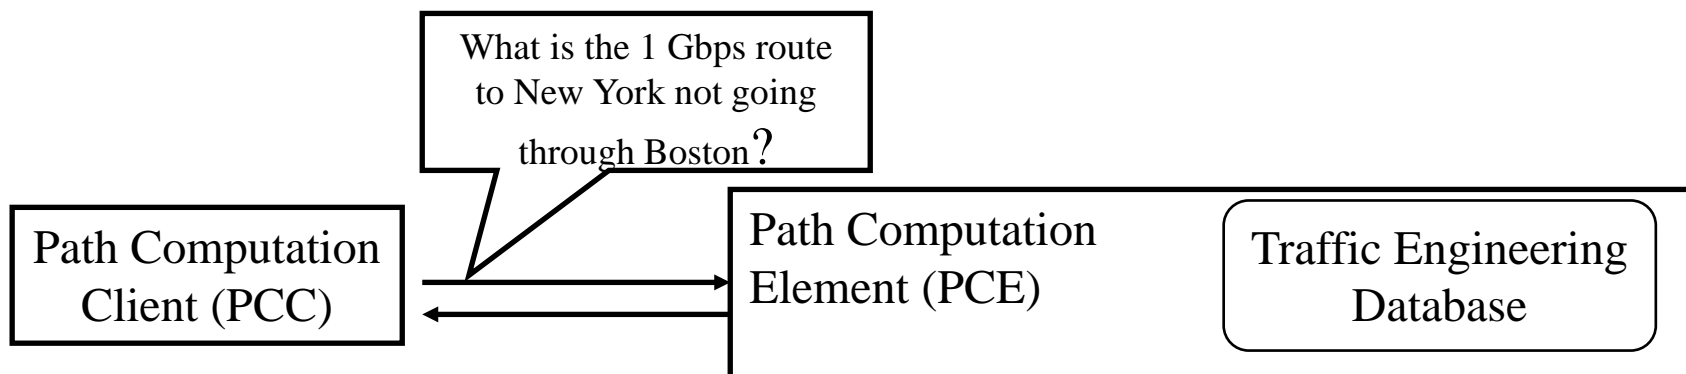 What is the 1 Gbps route
to New York not going
through Boston?
Path Computation
Client (PCC)
Path Computation
Element (PCE)
Traffic Engineering
Database